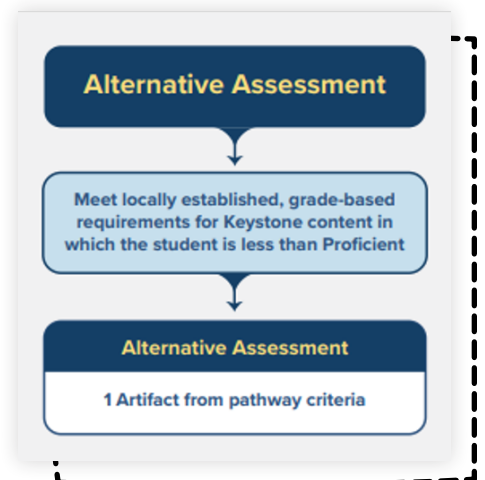 Alternative Assessment
Meet locally established, grade-based
requirements for Keystone content in
which the student is less than Proficient
Alternative Assessment
1 Artifact from pathway criteria